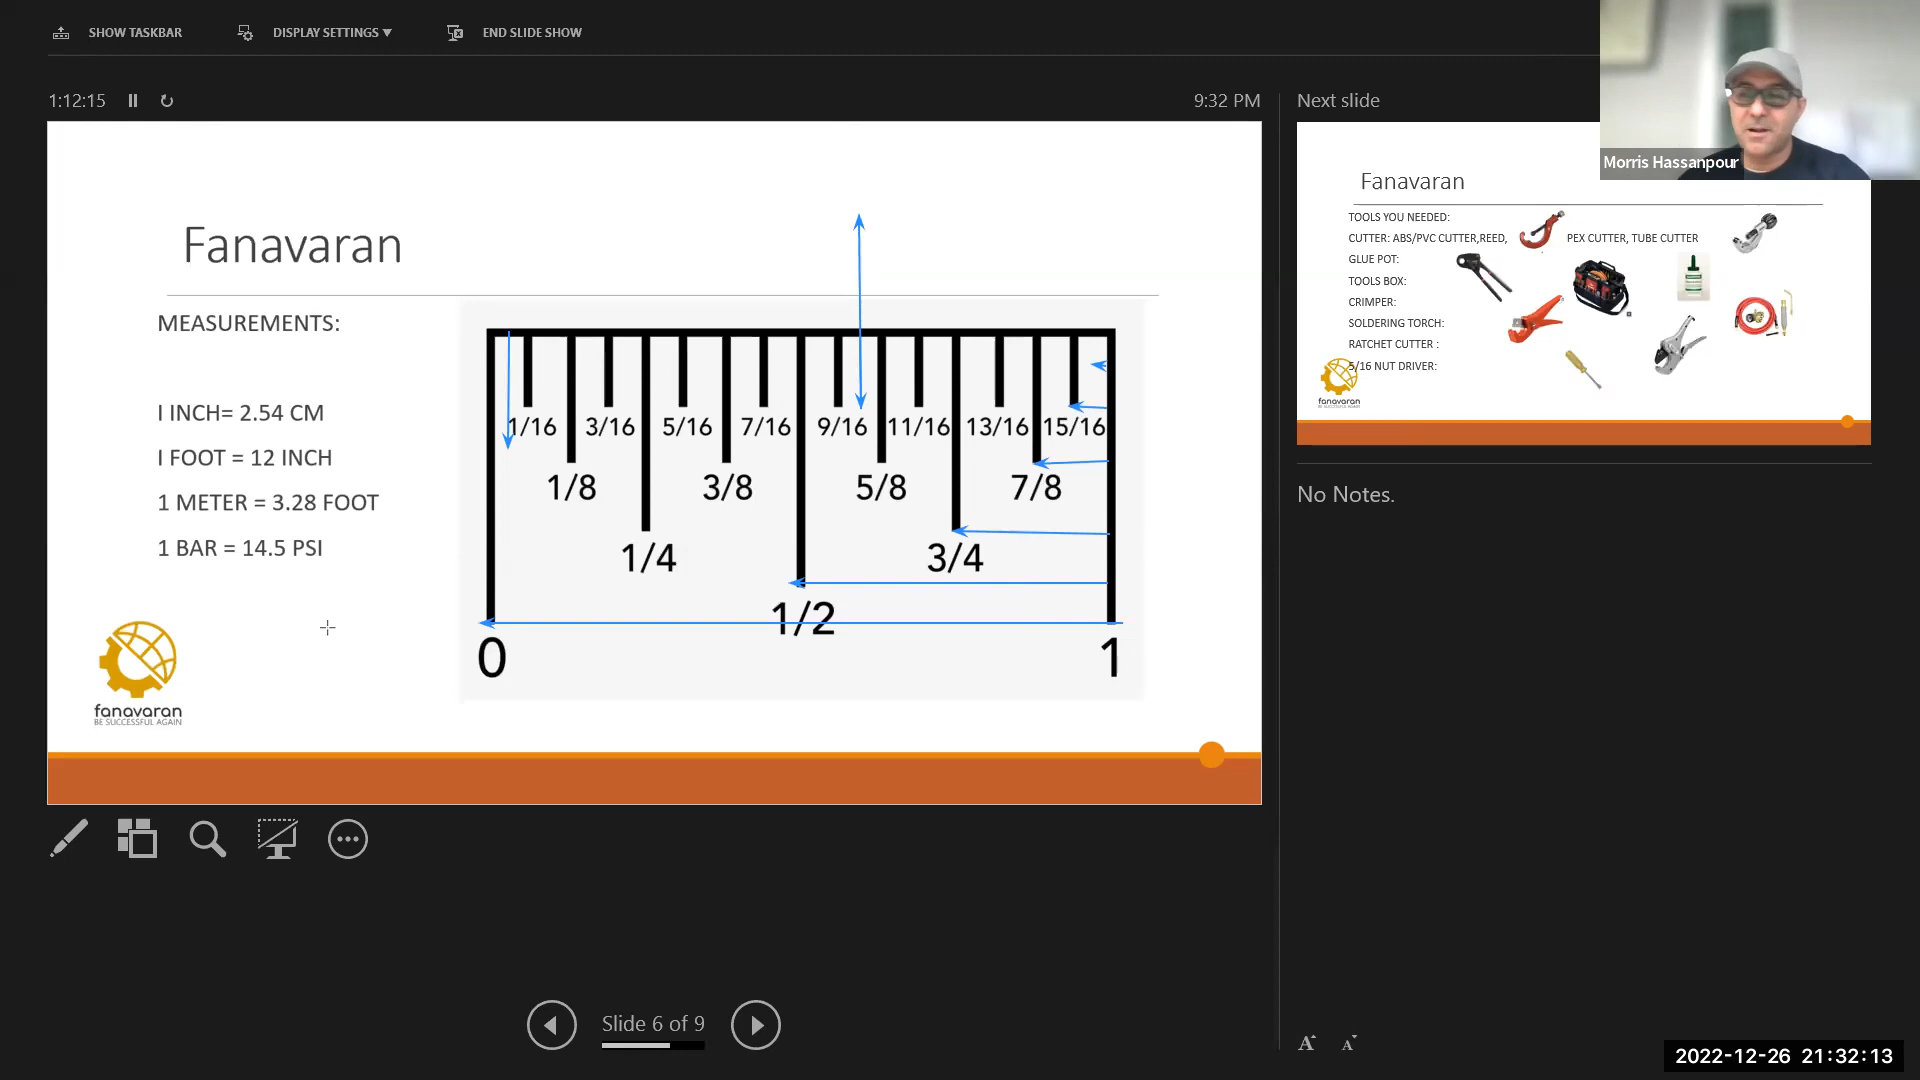 SHOW TASKBAR
DISPLAY SETTINGS ▼
END SLIDE SHOW
1:12:15
9:32 PM
Next slide
Morris Hassanpour
Fanavaran
MEASUREMENTS:
I INCH= 2.54 CM
I FOOT = 12 INCH
1 METER = 3.28 FOOT
1 BAR = 14.5 PSI
1/16 3/16 5/16 7/16 9/16 11/16 13/16 15/16
1/8 3/8 5/8 7/8
1/4 3/4
1/2
0 1
fanavaran
BE SUCCESSFUL AGAIN
Fanavaran
TOOLS YOU NEEDED:
CUTTER: ABS/PVC CUTTER,REED, PEX CUTTER, TUBE CUTTER
GLUE POT:
TOOLS BOX:
CRIMPER:
SOLDERING TORCH:
RATCHET CUTTER :
5/16 NUT DRIVER:
fanavaran
BE SUCCESSFUL AGAIN
No Notes.
Slide 6 of 9
A A
2022-12-26 21:32:13